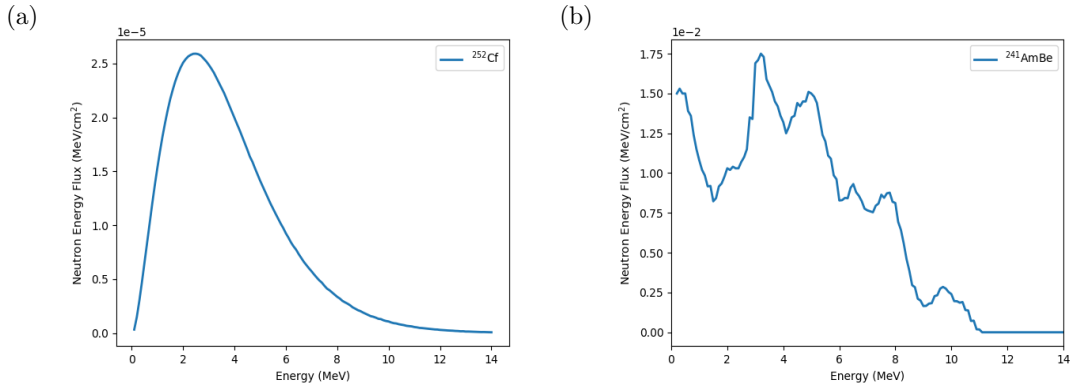 (a)
1e-5
²⁵²Cf
2.5
2.0
1.5
1.0
0.5
0.0
Neutron Energy Flux (MeV/cm²)
0 2 4 6 8 10 12 14
Energy (MeV)
(b)
1e-2
²⁴¹AmBe
1.75
1.50
1.25
1.00
0.75
0.50
0.25
0.00
Neutron Energy Flux (MeV/cm²)
0 2 4 6 8 10 12 14
Energy (MeV)